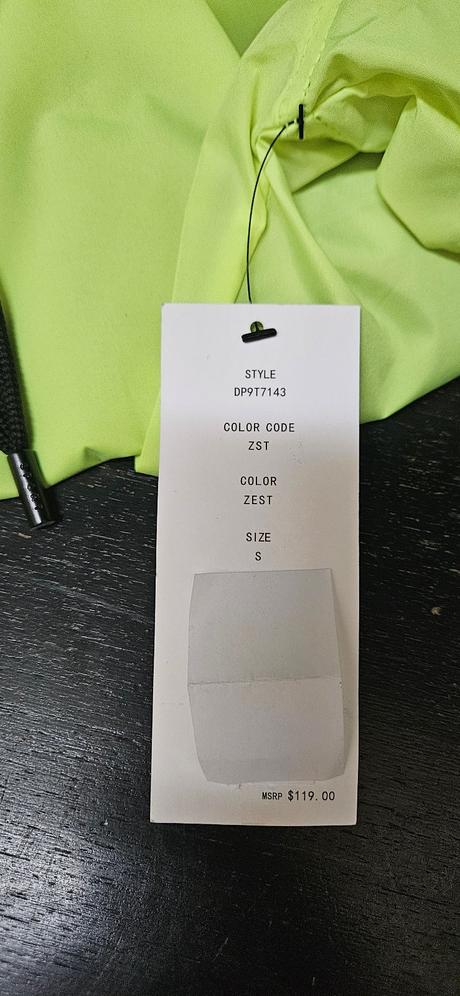 STYLE
DP9T7143
COLOR CODE
ZST
COLOR
ZEST
SIZE
S
MSRP $119.00